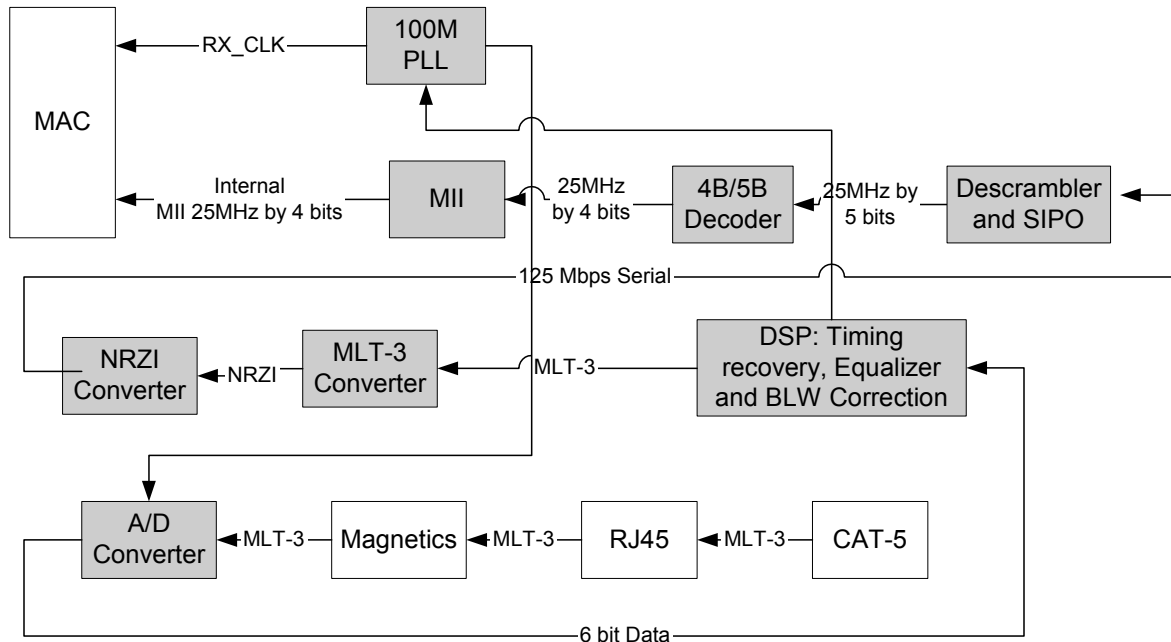 100M
PLL
RX_CLK
MAC
Internal
MII 25MHz by 4 bits
MII
25MHz
by 4 bits
4B/5B
Decoder
25MHz by
5 bits
Descrambler
and SIPO
125 Mbps Serial
NRZI
Converter
NRZI
MLT-3
Converter
MLT-3
DSP: Timing
recovery, Equalizer
and BLW Correction
A/D
Converter
MLT-3
Magnetics
MLT-3
RJ45
MLT-3
CAT-5
6 bit Data